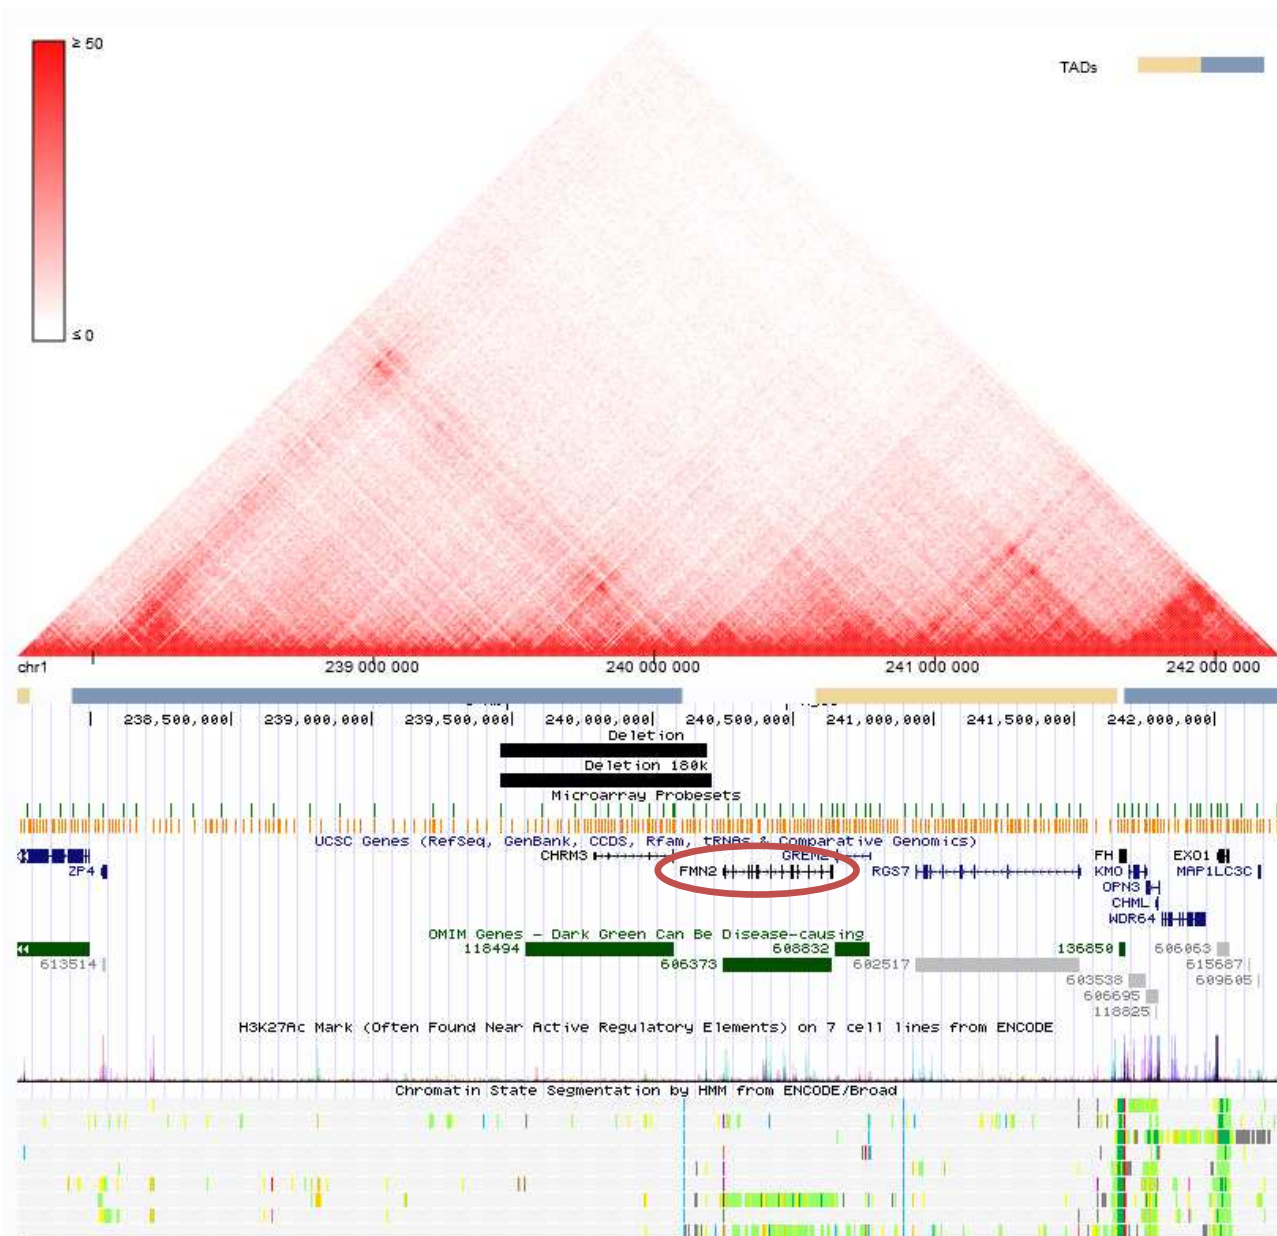 ≥ 50
TADs
≤ 0
chr1 239 000 000 240 000 000 241 000 000 242 000 000
238,500,000| 239,000,000| 239,500,000| 240,000,000| 240,500,000| 241,000,000| 241,500,000| 242,000,000|
Deletion
Deletion 180k
Microarray Probesets
UCSC Genes (RefSeq, GenBank, CCDS, Rfam, tRNAs & Comparative Genomics)
CHRM3 GREM2 FH EXO1
ZP4 FMN2 RGS7 KMO MAP1LC3C
OPN3
CHML
WDR64
OMIM Genes - Dark Green Can Be Disease-causing
118494 608832 136850 606063
613514 606373 602517 615687
603538 609605
606695
118825
H3K27Ac Mark (Often Found Near Active Regulatory Elements) on 7 cell lines from ENCODE
Chromatin State Segmentation by HMM from ENCODE/Broad